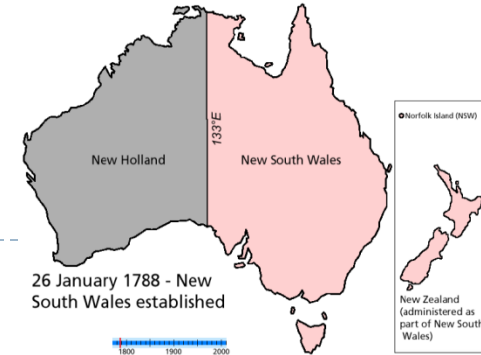 133°E
New Holland
New South Wales
Norfolk Island (NSW)
26 January 1788 - New
South Wales established
New Zealand
(administered as
part of New South
Wales)
1800 1900 2000